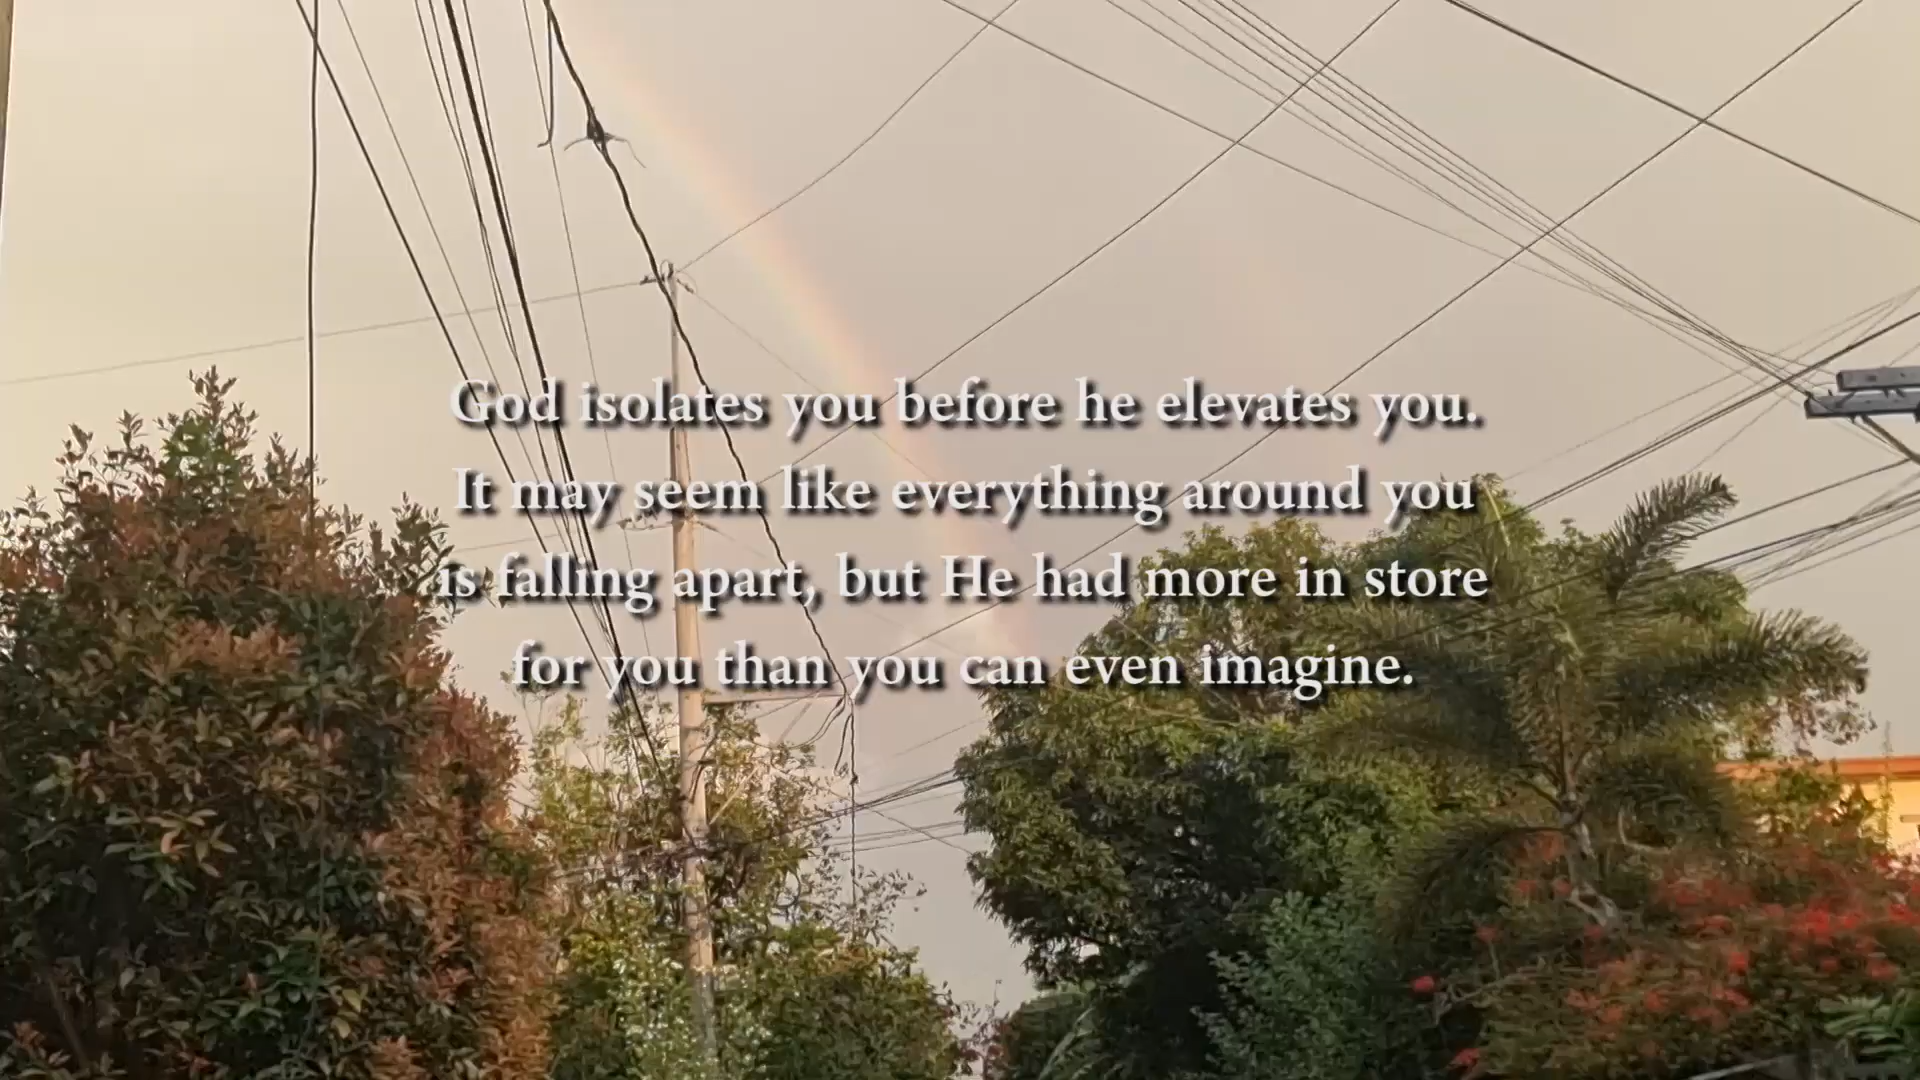 God isolates you before he elevates you.
It may seem like everything around you
is falling apart, but He had more in store
for you than you can even imagine.